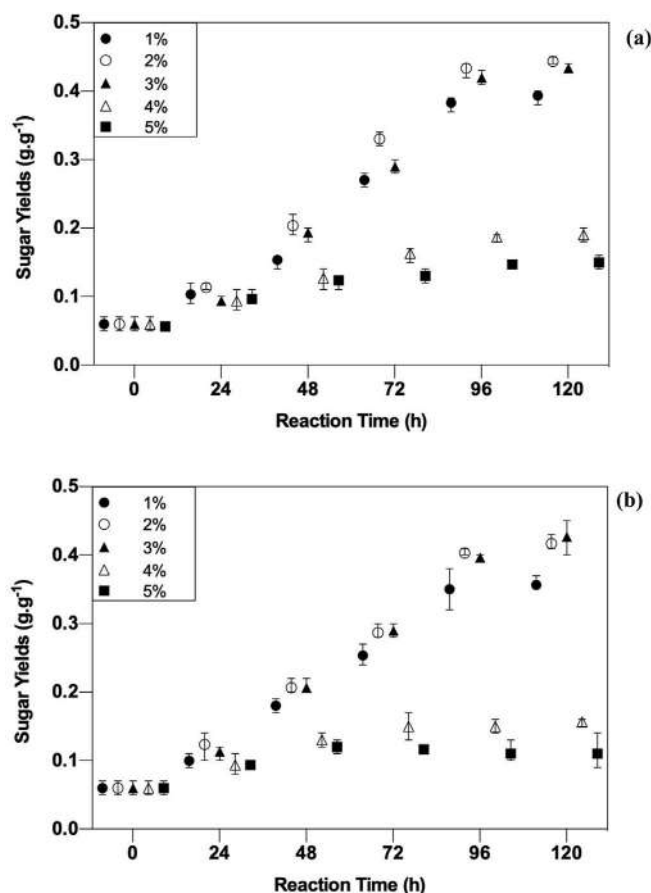 (a)
0.5
0.4
0.3
0.2
0.1
0.0
Sugar Yields (g.g⁻¹)
1%
2%
3%
4%
5%
0 24 48 72 96 120
Reaction Time (h)
(b)
0.5
0.4
0.3
0.2
0.1
0.0
Sugar Yields (g.g⁻¹)
1%
2%
3%
4%
5%
0 24 48 72 96 120
Reaction Time (h)